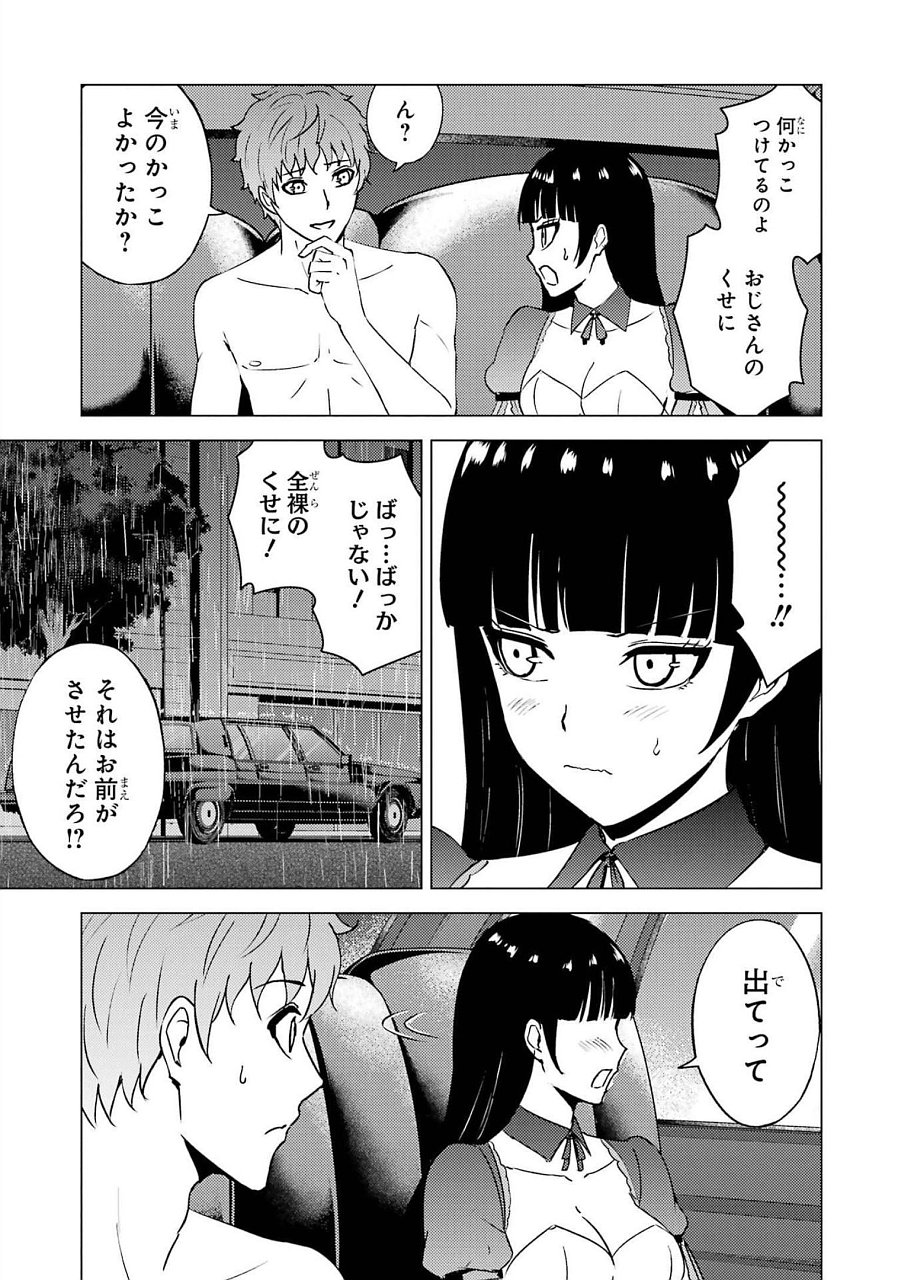 何かっこ
つけてるのよ
おじさんの
くせに
ん？
今のかっこ
よかったか？
〜〜〜〜……!!
ばっ…ばっか
じゃない！
全裸の
くせに！
それはお前が
させたんだろ!?
出てって